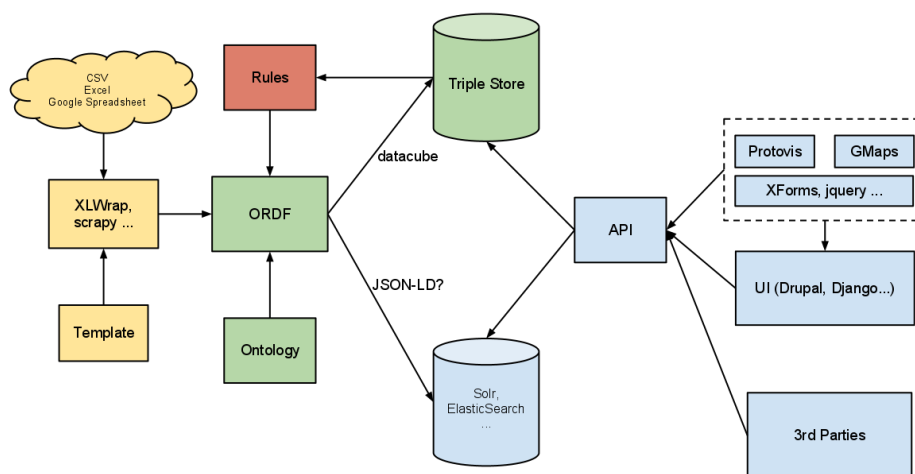 CSV
Excel
Google Spreadsheet
Rules
Triple Store
datacube
Protovis
GMaps
XForms, jquery ...
XLWrap,
scrapy ...
ORDF
API
UI (Drupal, Django...)
JSON-LD?
Template
Ontology
Solr,
ElasticSearch
...
3rd Parties